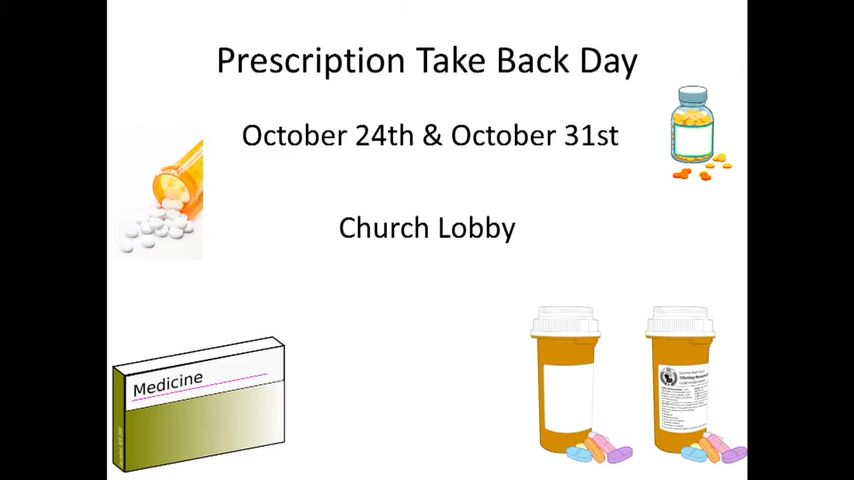 Prescription Take Back Day
October 24th & October 31st
Church Lobby
Medicine